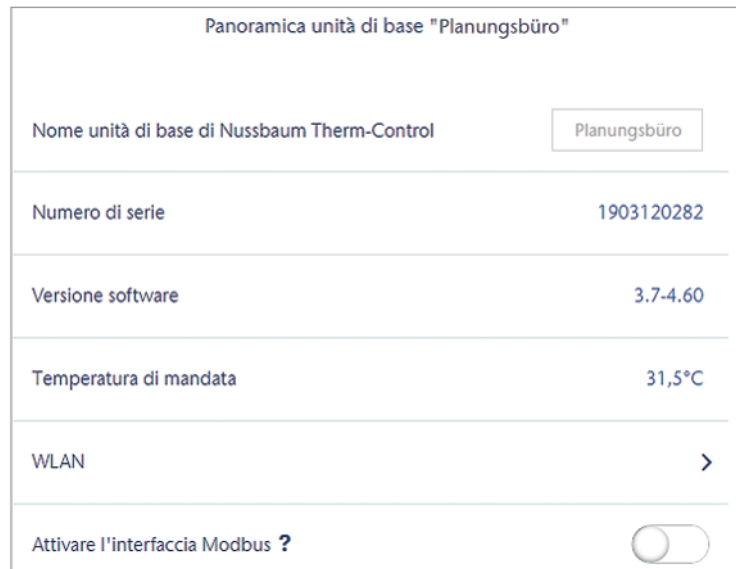 Panoramica unità di base "Planungsbüro"
Nome unità di base di Nussbaum Therm-Control Planungsbüro
Numero di serie 1903120282
Versione software 3.7-4.60
Temperatura di mandata 31,5°C
WLAN
Attivare l'interfaccia Modbus ?